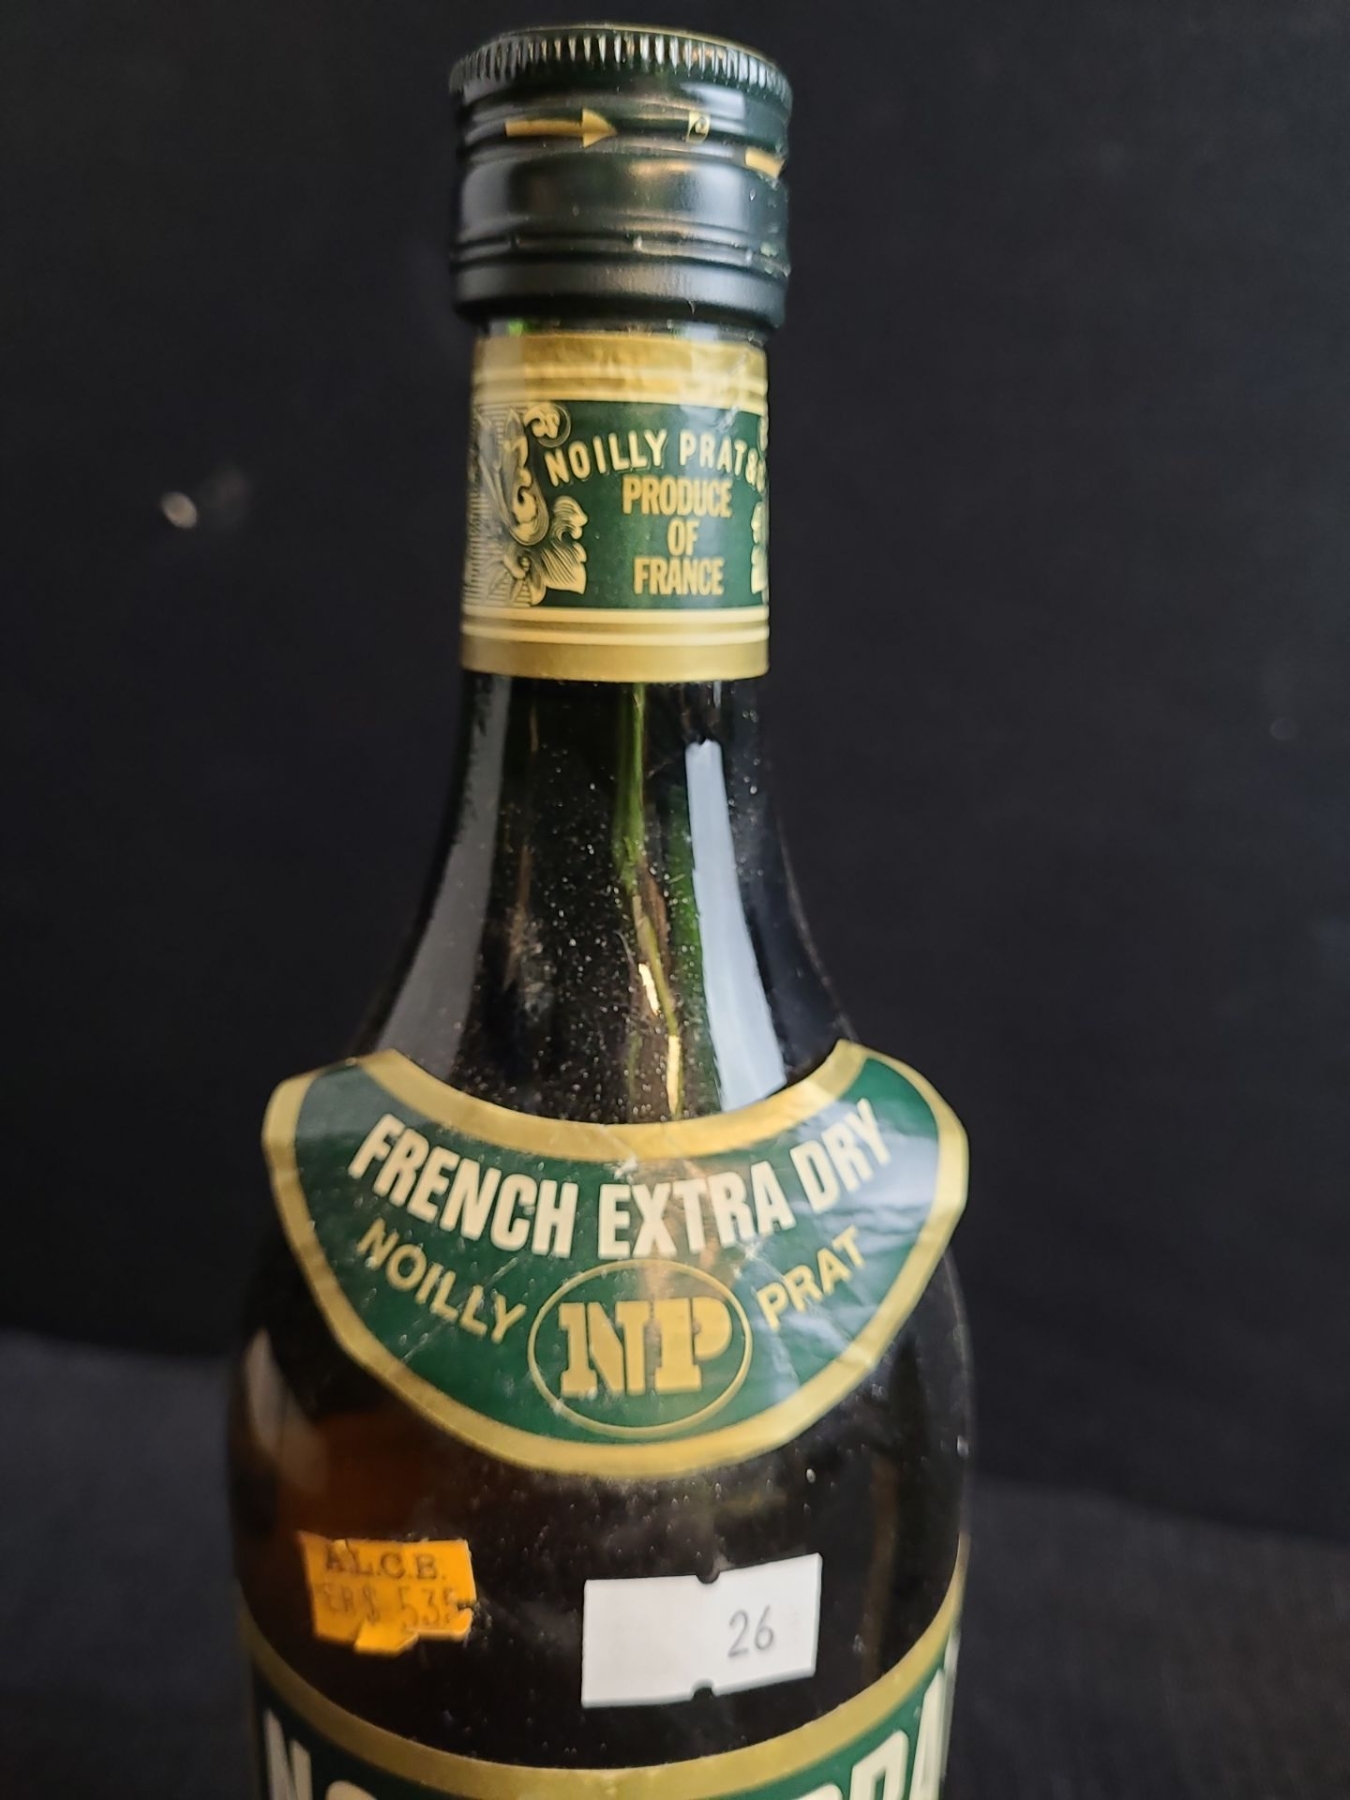 NOILLY PRAT &
PRODUCE
OF
FRANCE
FRENCH EXTRA DRY
NOILLY NP PRAT
A.L.C.B.
26